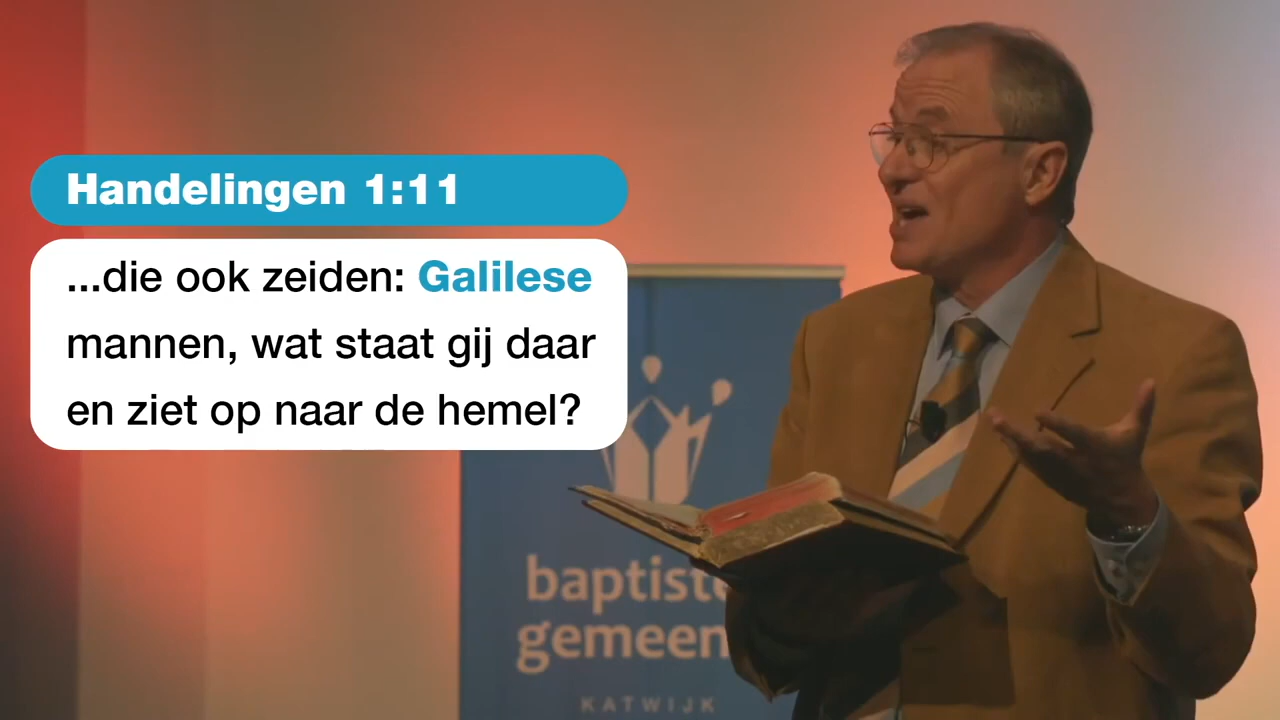 Handelingen 1:11
...die ook zeiden: Galilese
mannen, wat staat gij daar
en ziet op naar de hemel?
baptiste
gemeen
KATWIJK